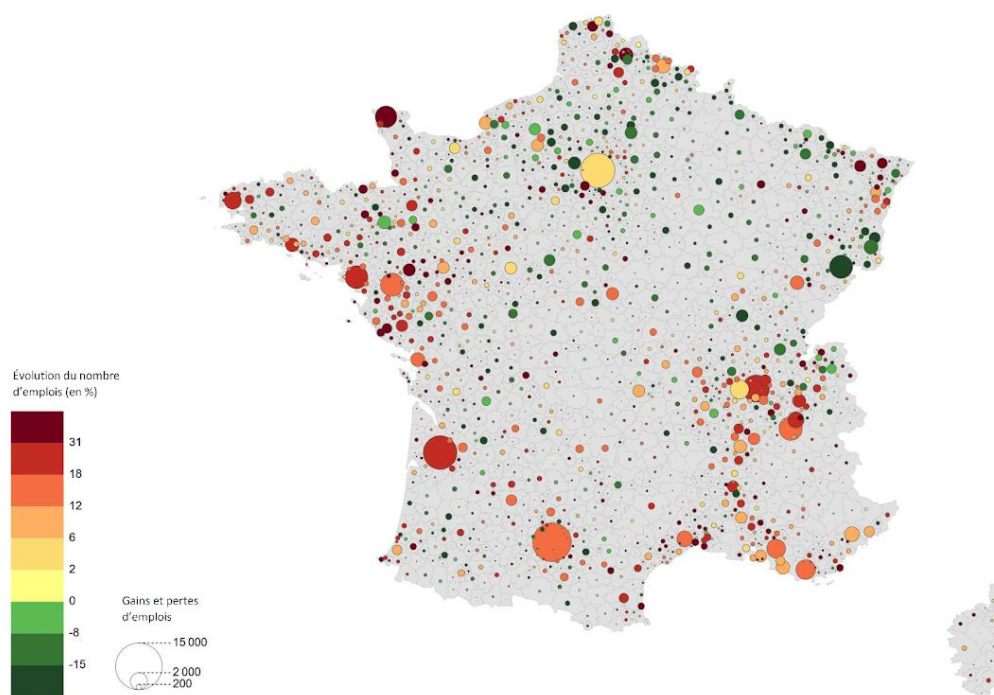 Évolution du nombre
d'emplois (en %)
31
18
12
6
2
0
-8
-15
Gains et pertes
d'emplois
15 000
2 000
200